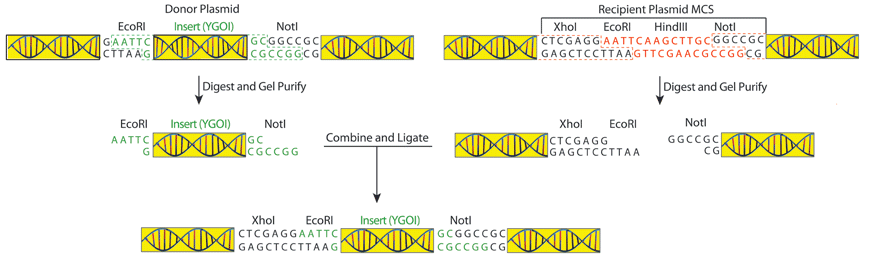 Donor Plasmid
EcoRI Insert (YGOI) NotI
GAATTC GCGGCCGC
CTTAAG CGCCGGCG
Recipient Plasmid MCS
XhoI EcoRI HindIII NotI
CTCGAGGAATTCAAGCTTGCGGCCGC
GAGCTCCTTAAGTTCGAACGCCGGCG
Digest and Gel Purify
Digest and Gel Purify
EcoRI Insert (YGOI) NotI
AATTC GC
G CGCCGG
Combine and Ligate
XhoI EcoRI
CTCGAGG GGCCGC
GAGCTCCTTAA CG
XhoI EcoRI Insert (YGOI) NotI
CTCGAGGAATTC GCGGCCGC
GAGCTCCTTAAG CGCCGGCG